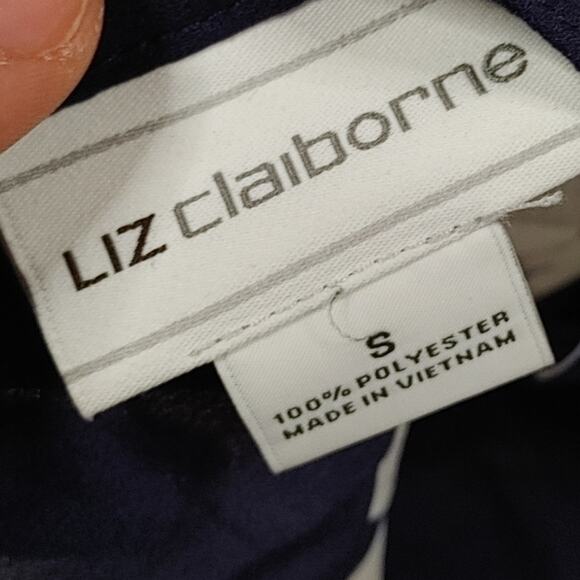 LIZ claiborne
S
100% POLYESTER
MADE IN VIETNAM